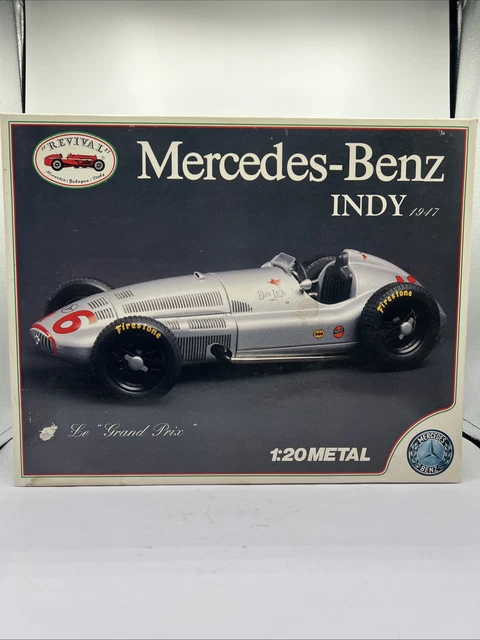 "REVIVAL"
Mercedes-Benz
INDY 1947
Firestone
Firestone
6
Le "Grand Prix"
1:20 METAL
MERCEDES
BENZ